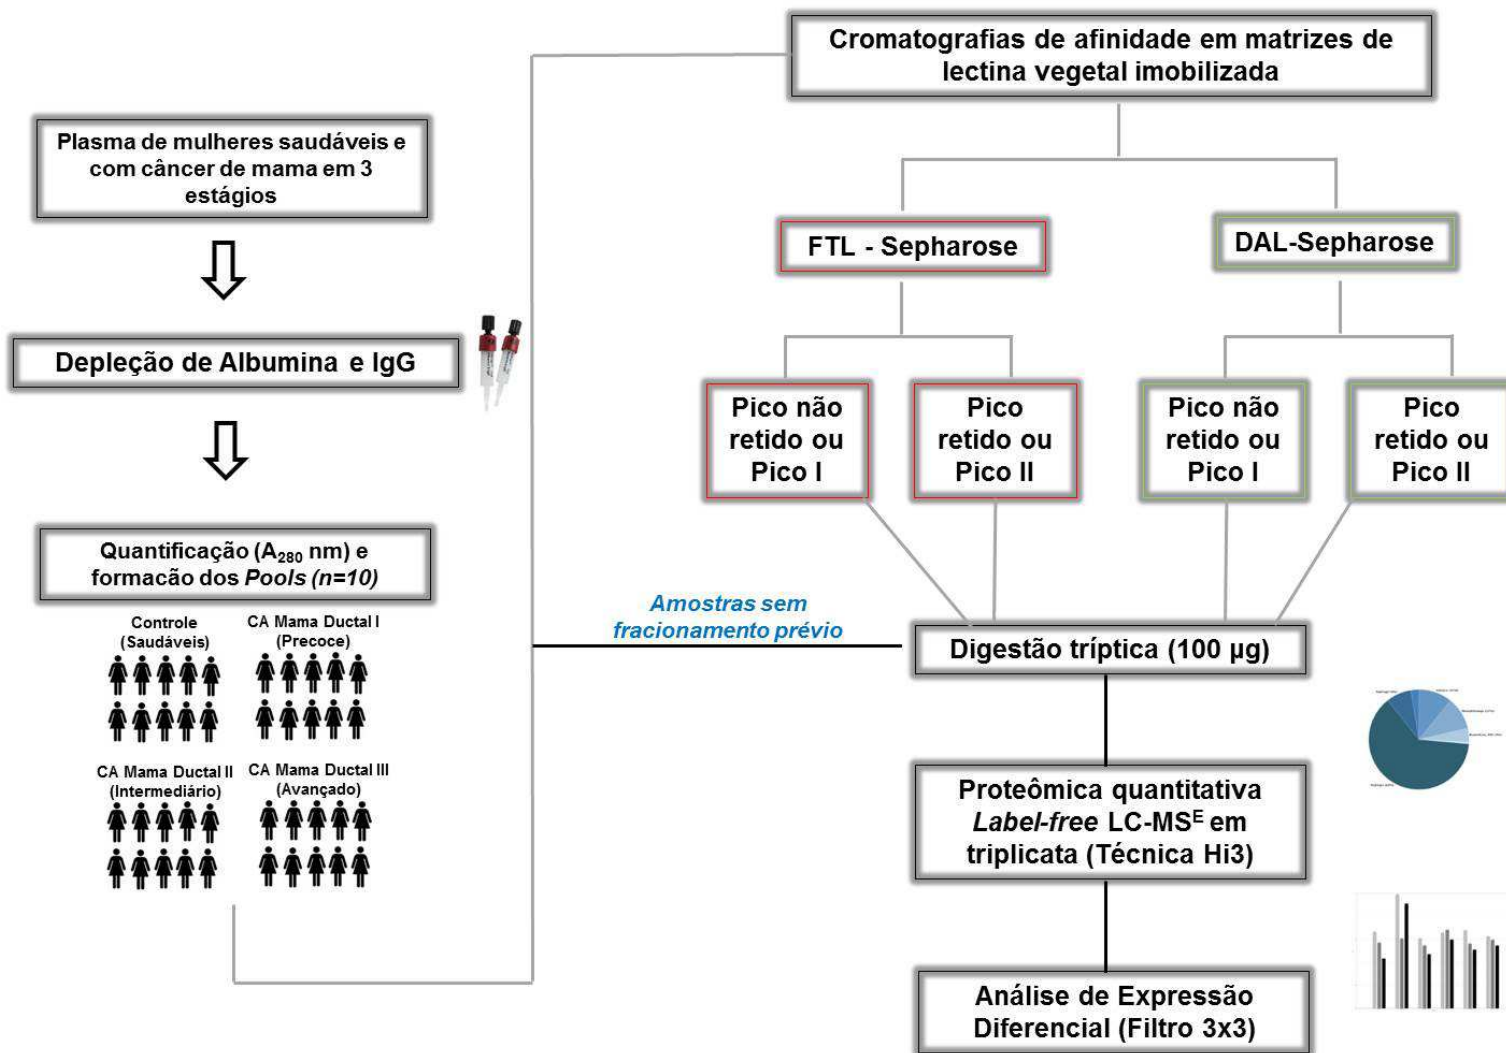 Cromatografias de afinidade em matrizes de
lectina vegetal imobilizada
Plasma de mulheres saudáveis e
com câncer de mama em 3
estágios
FTL - Sepharose
DAL-Sepharose
Depleção de Albumina e IgG
Pico não
retido ou
Pico I
Pico
retido ou
Pico II
Pico não
retido ou
Pico I
Pico
retido ou
Pico II
Quantificação (A280 nm) e
formacão dos Pools (n=10)
Controle
(Saudáveis)
CA Mama Ductal I
(Precoce)
CA Mama Ductal II
(Intermediário)
CA Mama Ductal III
(Avançado)
Amostras sem
fracionamento prévio
Digestão tríptica (100 µg)
Proteômica quantitativa
Label-free LC-MSE em
triplicata (Técnica Hi3)
Análise de Expressão
Diferencial (Filtro 3x3)